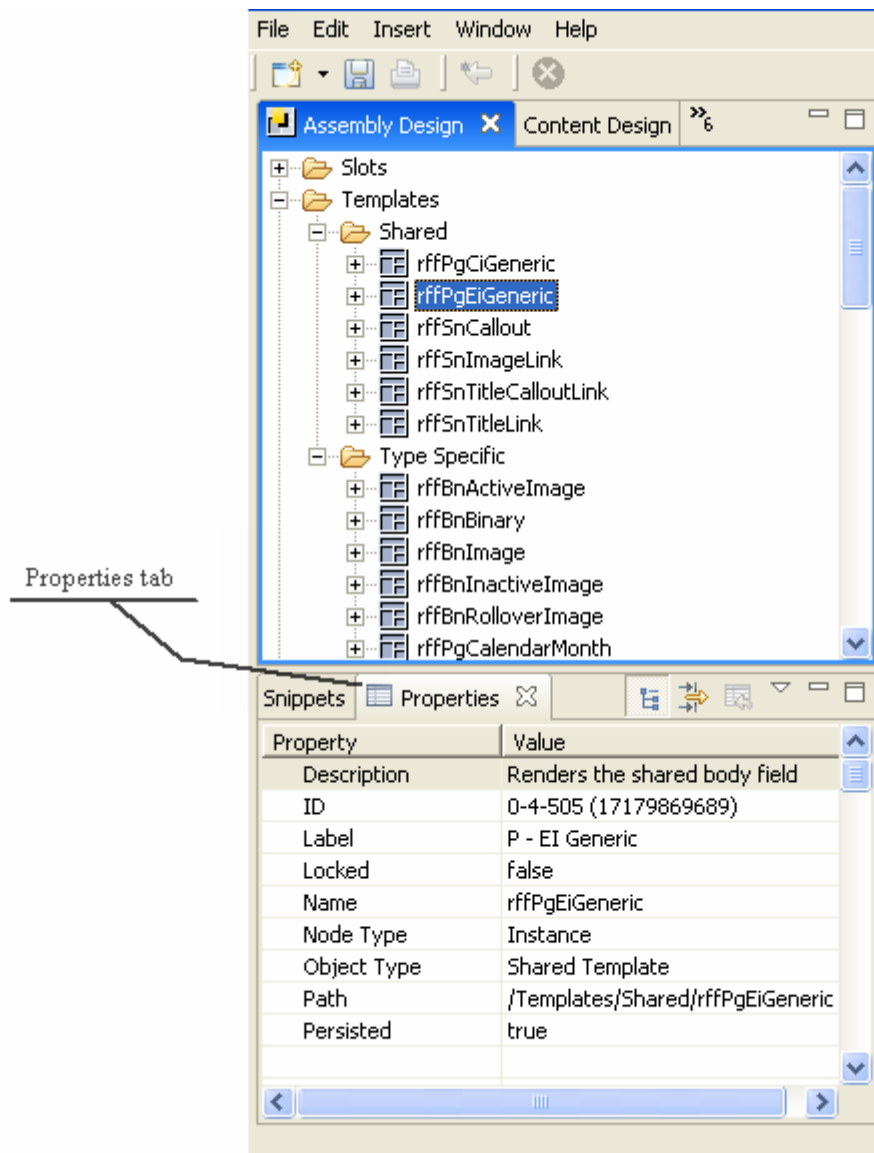 File Edit Insert Window Help
Assembly Design Content Design »6
Slots
Templates
Shared
rffPgCiGeneric
rffPgEiGeneric
rffSnCallout
rffSnImageLink
rffSnTitleCalloutLink
rffSnTitleLink
Type Specific
rffBnActiveImage
rffBnBinary
rffBnImage
rffBnInactiveImage
rffBnRolloverImage
rffPgCalendarMonth
Properties tab
Snippets Properties
Property Value
Description Renders the shared body field
ID 0-4-505 (17179869689)
Label P - EI Generic
Locked false
Name rffPgEiGeneric
Node Type Instance
Object Type Shared Template
Path /Templates/Shared/rffPgEiGeneric
Persisted true